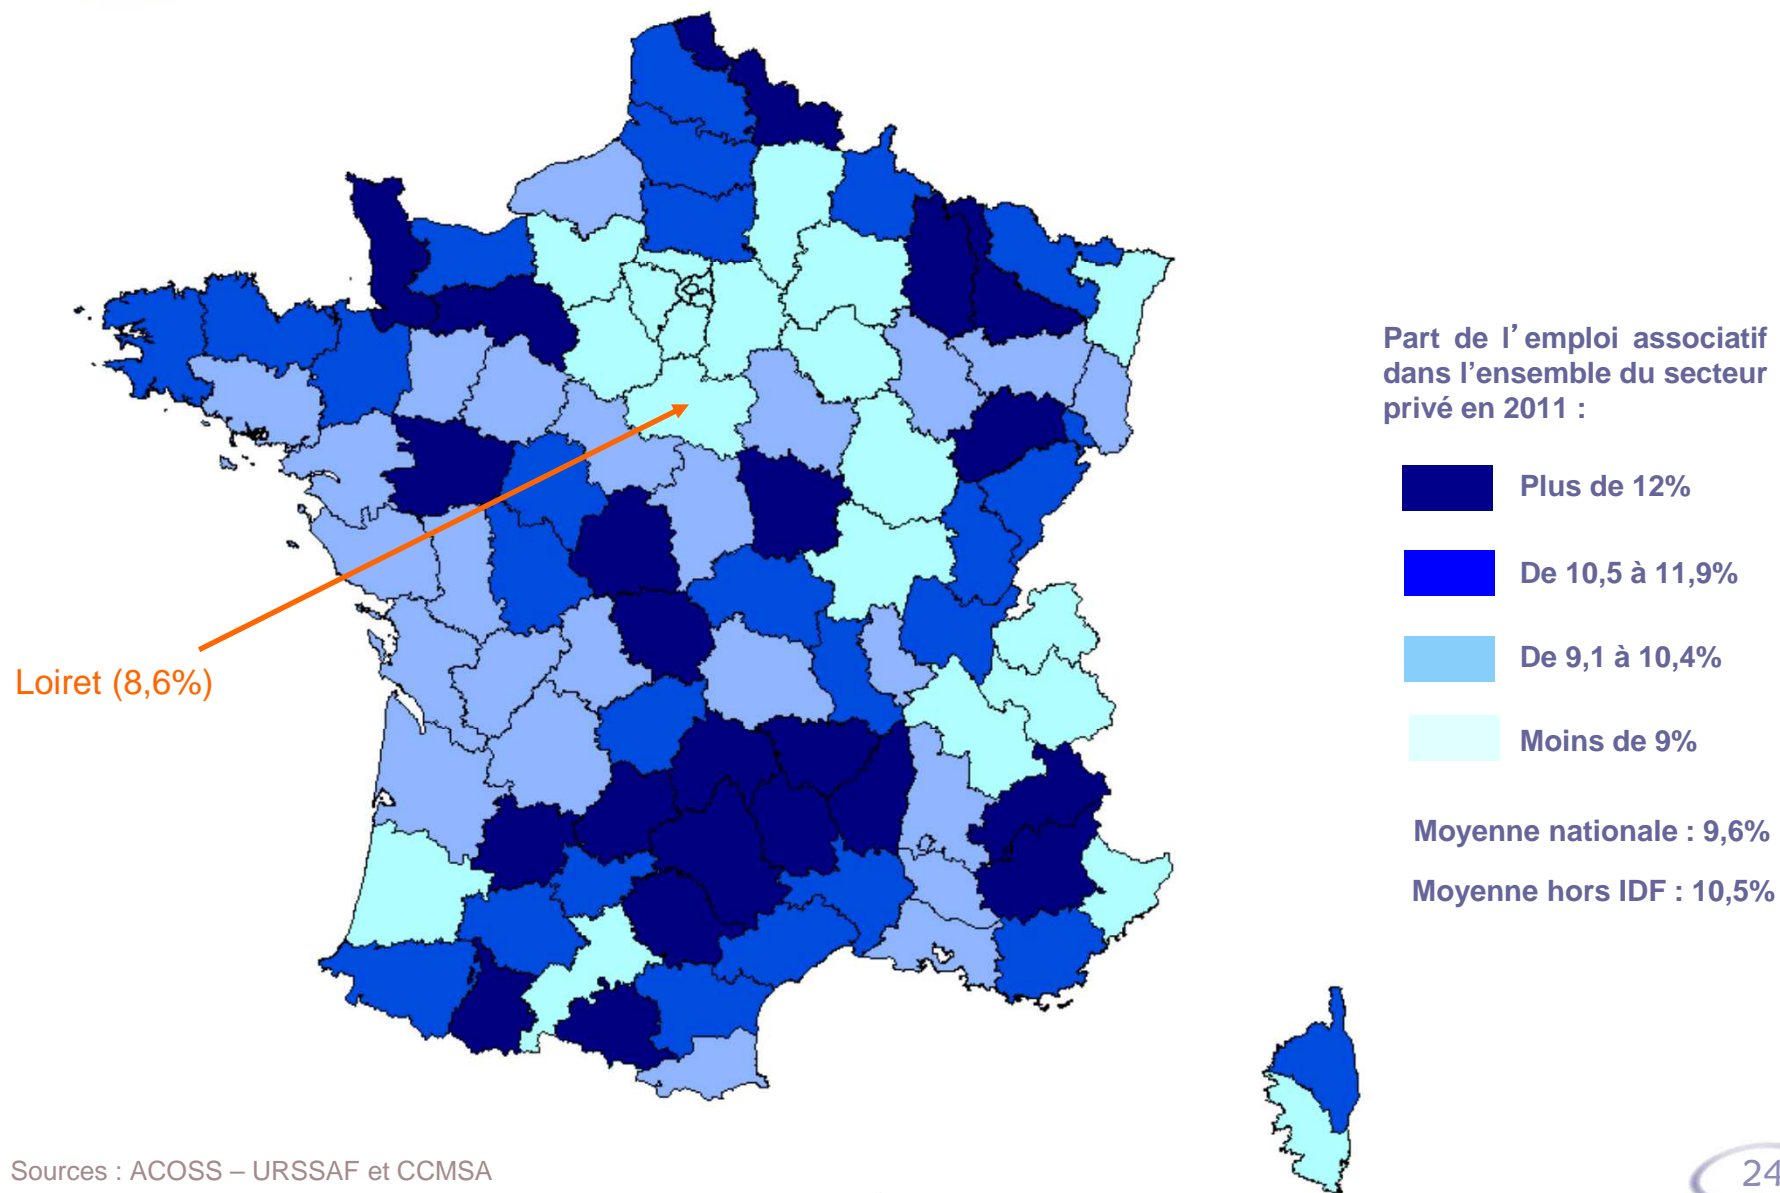 Part de l’emploi associatif
dans l’ensemble du secteur
privé en 2011 :
Plus de 12%
De 10,5 à 11,9%
De 9,1 à 10,4%
Moins de 9%
Loiret (8,6%)
Moyenne nationale : 9,6%
Moyenne hors IDF : 10,5%
Sources : ACOSS – URSSAF et CCMSA
24